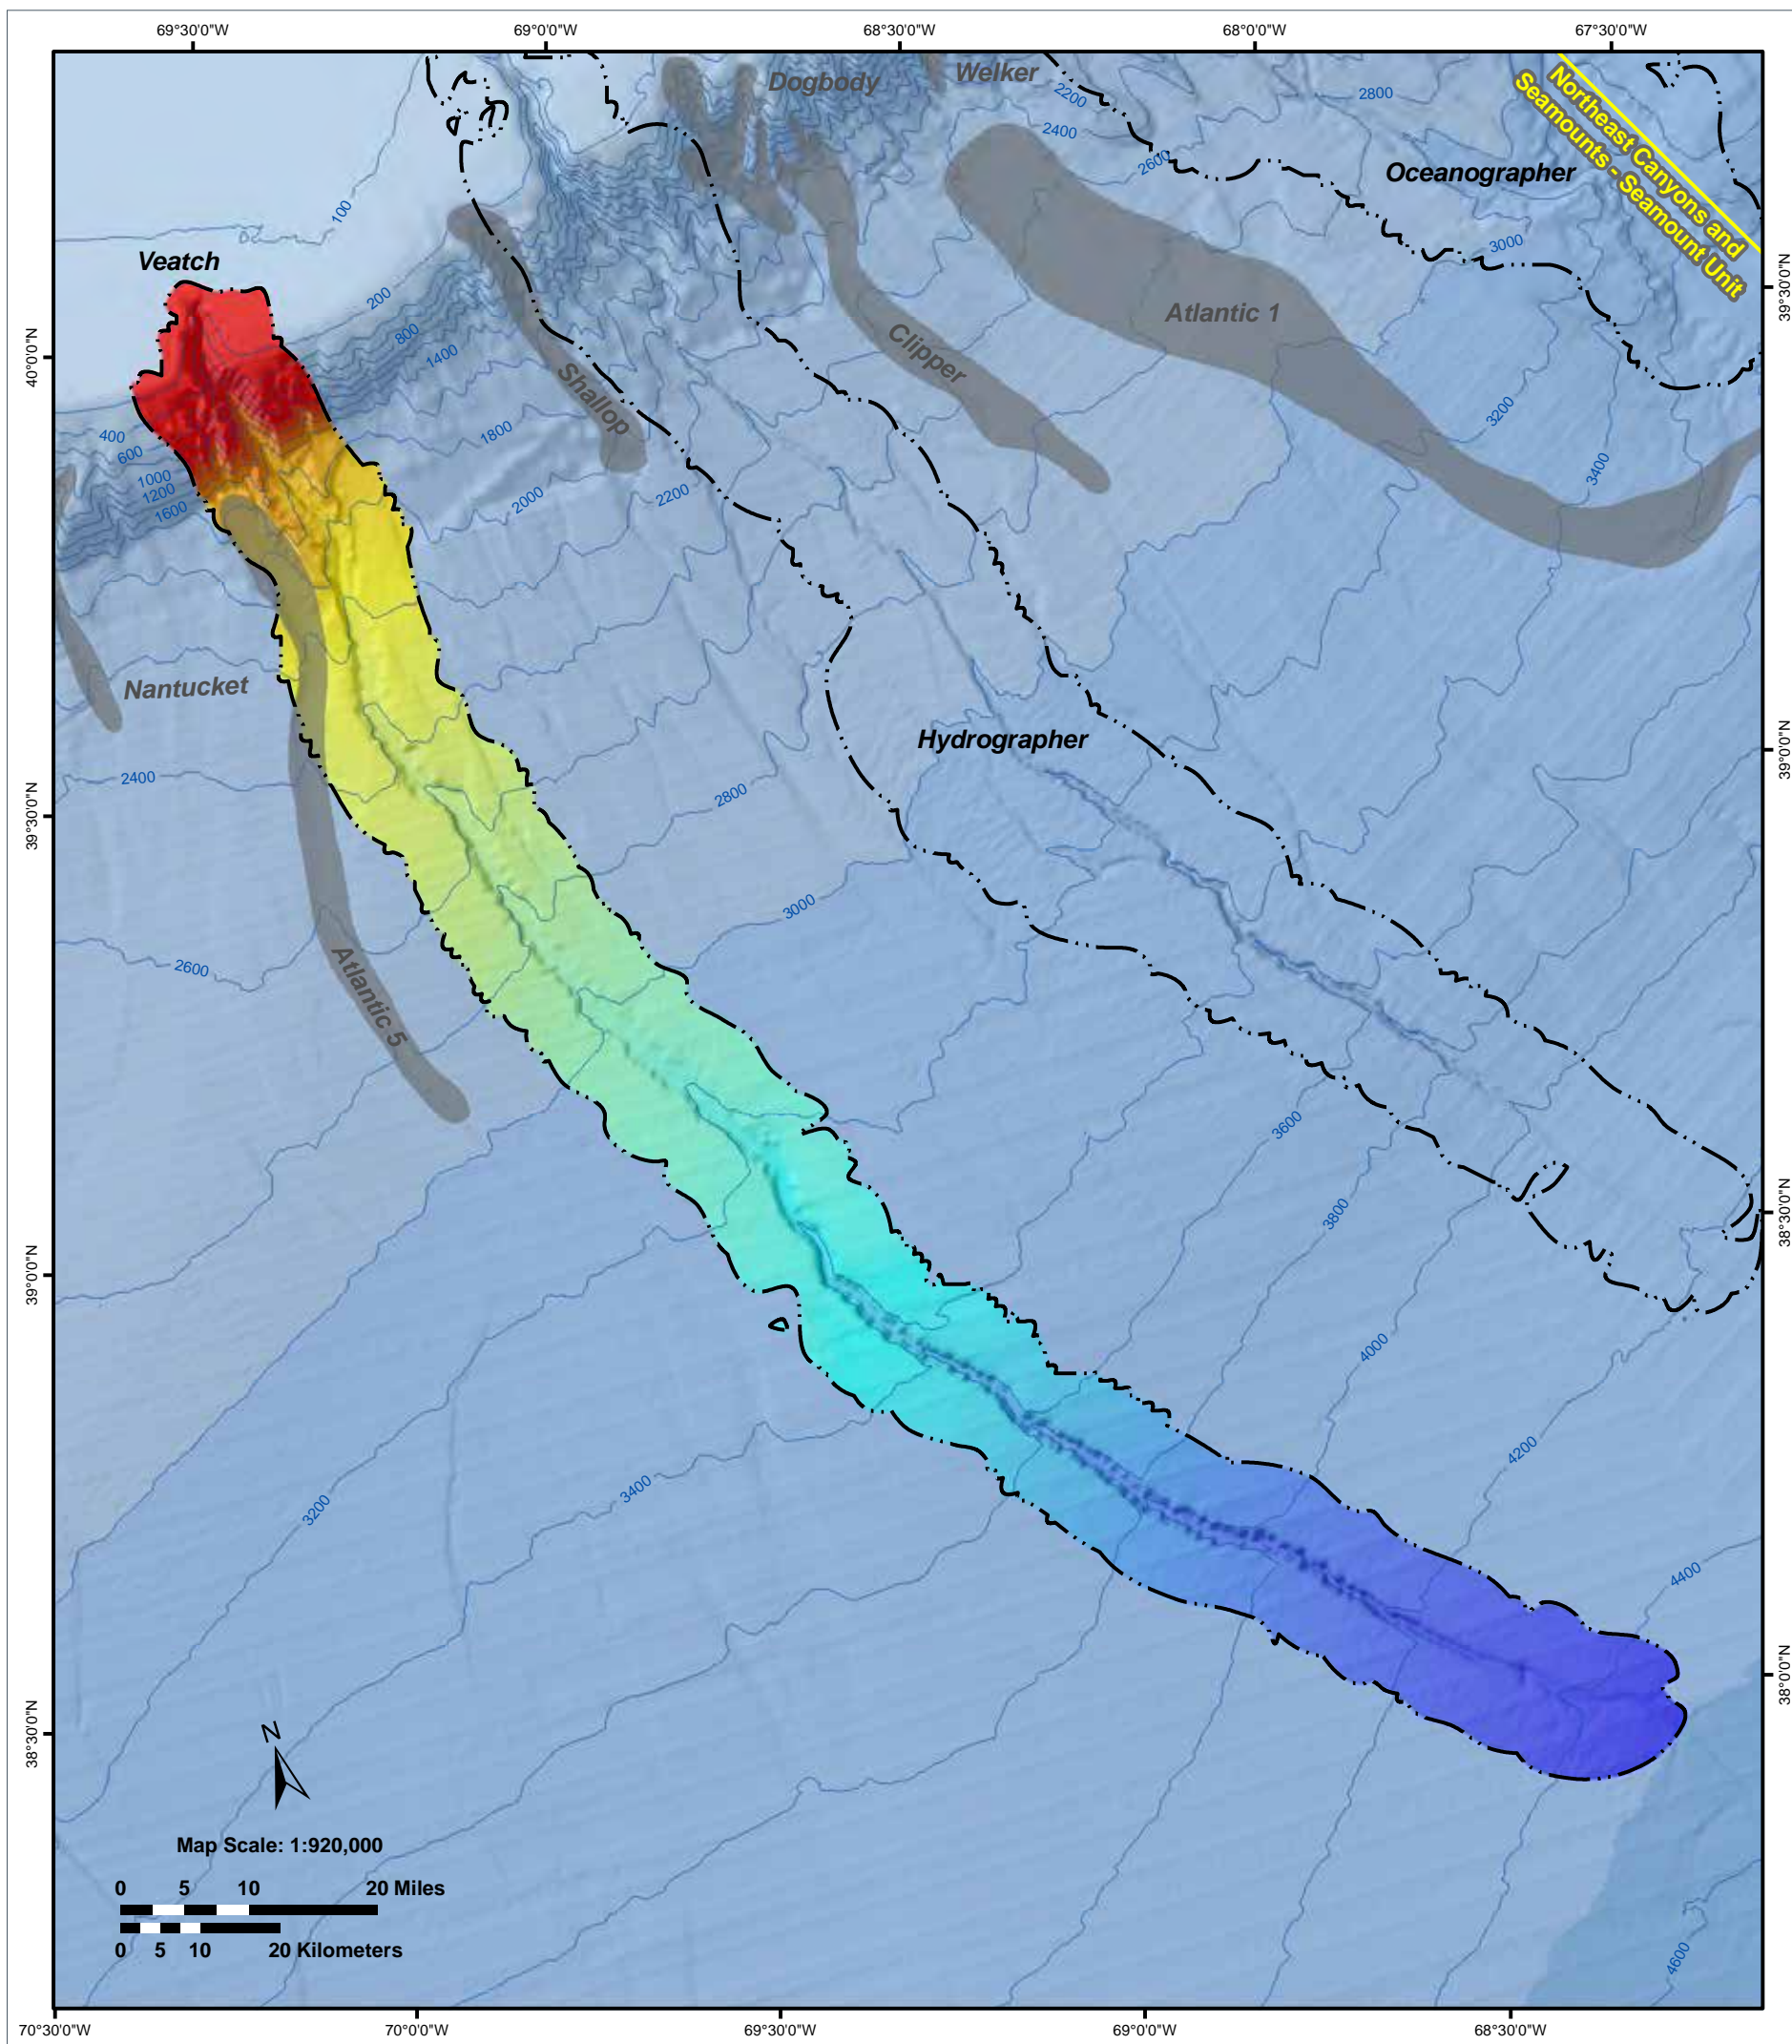 69°30'0"W
69°0'0"W
68°30'0"W
68°0'0"W
67°30'0"W
Dogbody
Welker
2200
2800
2400
2600
Northeast Canyons and
Seamounts - Seamount Unit
Oceanographer
3000
100
Veatch
200
800
1400
39°30'0"N
40°0'0"N
Atlantic 1
Clipper
Shallop
3200
3400
400
600
1000
1200
1600
1800
2000
2200
Nantucket
2400
Hydrographer
39°0'0"N
39°30'0"N
2800
3000
2600
Atlantic 5
3600
3800
38°30'0"N
39°0'0"N
4000
4200
3200
3400
4400
38°0'0"N
38°30'0"N
N
Map Scale: 1:920,000
0 5 10 20 Miles
0 5 10 20 Kilometers
4600
70°30'0"W
70°0'0"W
69°30'0"W
69°0'0"W
68°30'0"W